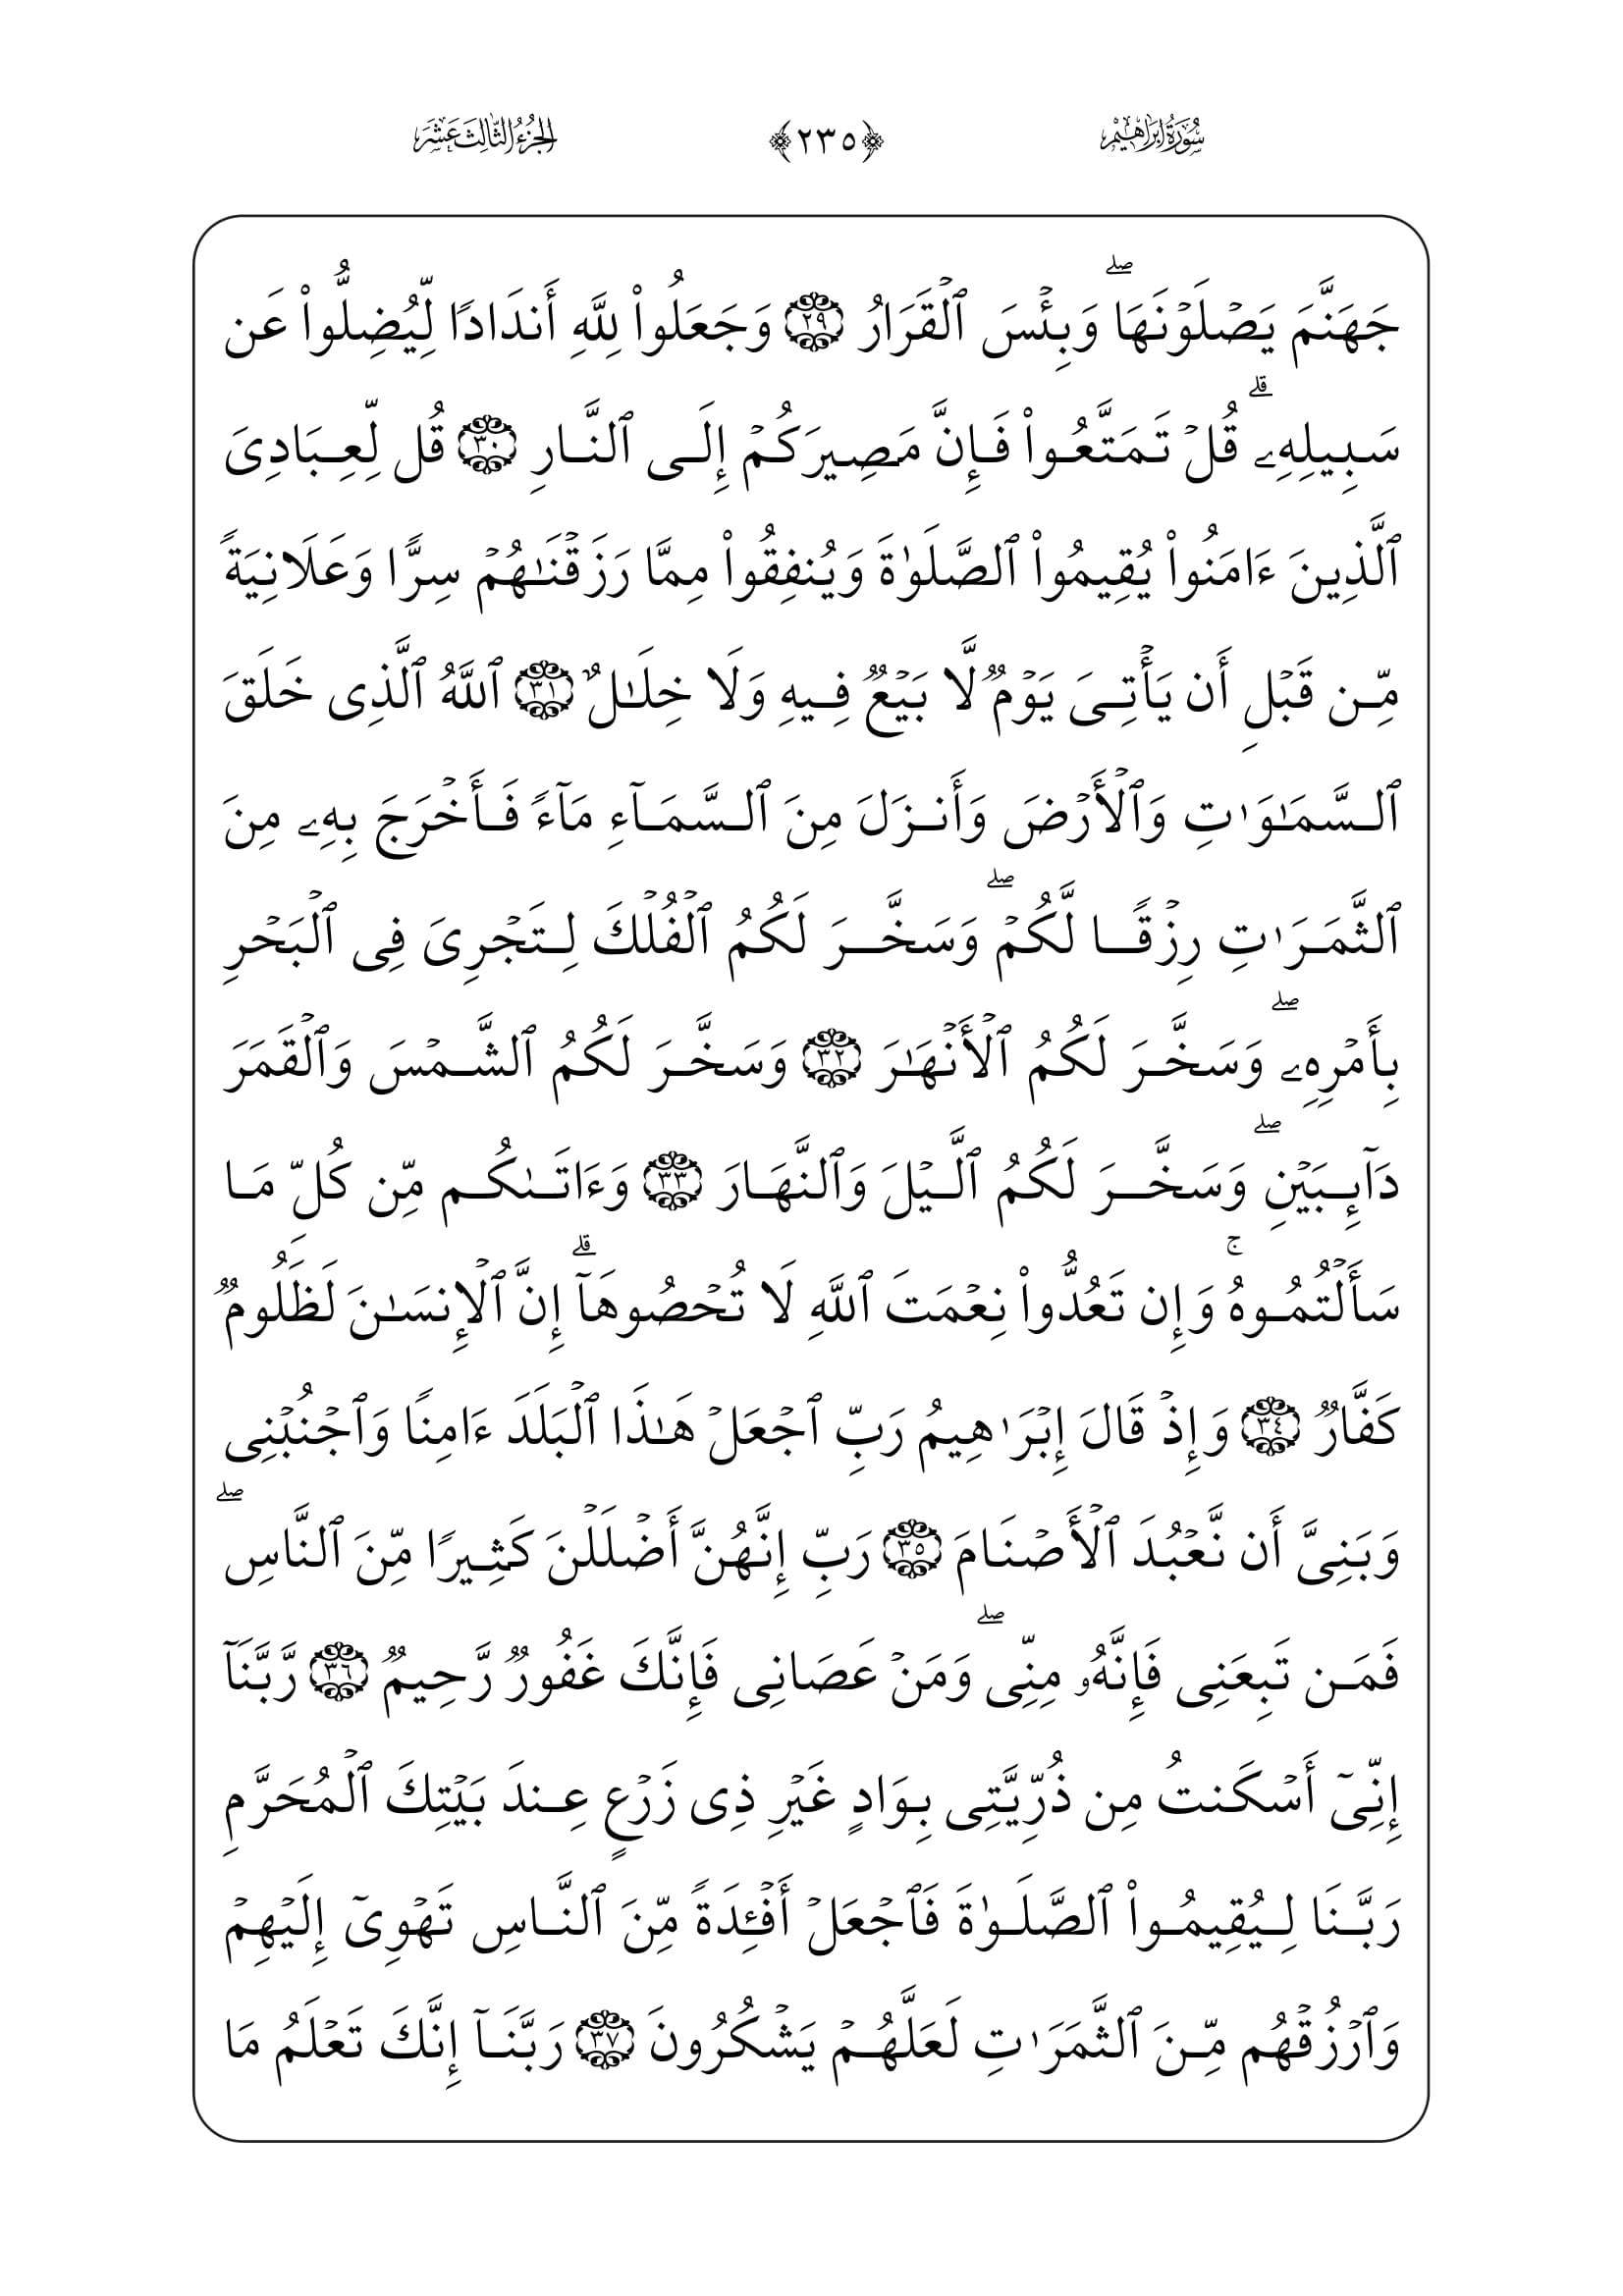 سُورَةُ إِبْرَاهِيم ﴿٢٣٥﴾ الجُزْءُ الثَّالِثَ عَشَرَ
جَهَنَّمَ يَصۡلَوۡنَهَاۖ وَبِئۡسَ ٱلۡقَرَارُ ٢٩ وَجَعَلُوا۟ لِلَّهِ أَندَادًا لِّيُضِلُّوا۟ عَن
سَبِيلِهِۦۗ قُلۡ تَمَتَّعُوا۟ فَإِنَّ مَصِيرَكُمۡ إِلَى ٱلنَّارِ ٣٠ قُل لِّعِبَادِىَ
ٱلَّذِينَ ءَامَنُوا۟ يُقِيمُوا۟ ٱلصَّلَوٰةَ وَيُنفِقُوا۟ مِمَّا رَزَقۡنَـٰهُمۡ سِرًّا وَعَلَانِيَةً
مِّن قَبۡلِ أَن يَأۡتِىَ يَوۡمٌ لَّا بَيۡعٌ فِيهِ وَلَا خِلَـٰلٌ ٣١ ٱللَّهُ ٱلَّذِى خَلَقَ
ٱلسَّمَـٰوَٰتِ وَٱلۡأَرۡضَ وَأَنزَلَ مِنَ ٱلسَّمَآءِ مَآءً فَأَخۡرَجَ بِهِۦ مِنَ
ٱلثَّمَرَٰتِ رِزۡقًا لَّكُمۡۖ وَسَخَّرَ لَكُمُ ٱلۡفُلۡكَ لِتَجۡرِىَ فِى ٱلۡبَحۡرِ
بِأَمۡرِهِۦۖ وَسَخَّرَ لَكُمُ ٱلۡأَنۡهَـٰرَ ٣٢ وَسَخَّرَ لَكُمُ ٱلشَّمۡسَ وَٱلۡقَمَرَ
دَآئِبَيۡنِۖ وَسَخَّرَ لَكُمُ ٱلَّيۡلَ وَٱلنَّهَارَ ٣٣ وَءَاتَىٰكُم مِّن كُلِّ مَا
سَأَلۡتُمُوهُۚ وَإِن تَعُدُّوا۟ نِعۡمَتَ ٱللَّهِ لَا تُحۡصُوهَآۗ إِنَّ ٱلۡإِنسَـٰنَ لَظَلُومٌ
كَفَّارٌ ٣٤ وَإِذۡ قَالَ إِبۡرَٰهِيمُ رَبِّ ٱجۡعَلۡ هَـٰذَا ٱلۡبَلَدَ ءَامِنًا وَٱجۡنُبۡنِى
وَبَنِىَّ أَن نَّعۡبُدَ ٱلۡأَصۡنَامَ ٣٥ رَبِّ إِنَّهُنَّ أَضۡلَلۡنَ كَثِيرًا مِّنَ ٱلنَّاسِۖ
فَمَن تَبِعَنِى فَإِنَّهُۥ مِنِّىۖ وَمَنۡ عَصَانِى فَإِنَّكَ غَفُورٌ رَّحِيمٌ ٣٦ رَّبَّنَآ
إِنِّىٓ أَسۡكَنتُ مِن ذُرِّيَّتِى بِوَادٍ غَيۡرِ ذِى زَرۡعٍ عِندَ بَيۡتِكَ ٱلۡمُحَرَّمِ
رَبَّنَا لِيُقِيمُوا۟ ٱلصَّلَوٰةَ فَٱجۡعَلۡ أَفۡـِٔدَةً مِّنَ ٱلنَّاسِ تَهۡوِىٓ إِلَيۡهِمۡ
وَٱرۡزُقۡهُم مِّنَ ٱلثَّمَرَٰتِ لَعَلَّهُمۡ يَشۡكُرُونَ ٣٧ رَبَّنَآ إِنَّكَ تَعۡلَمُ مَا